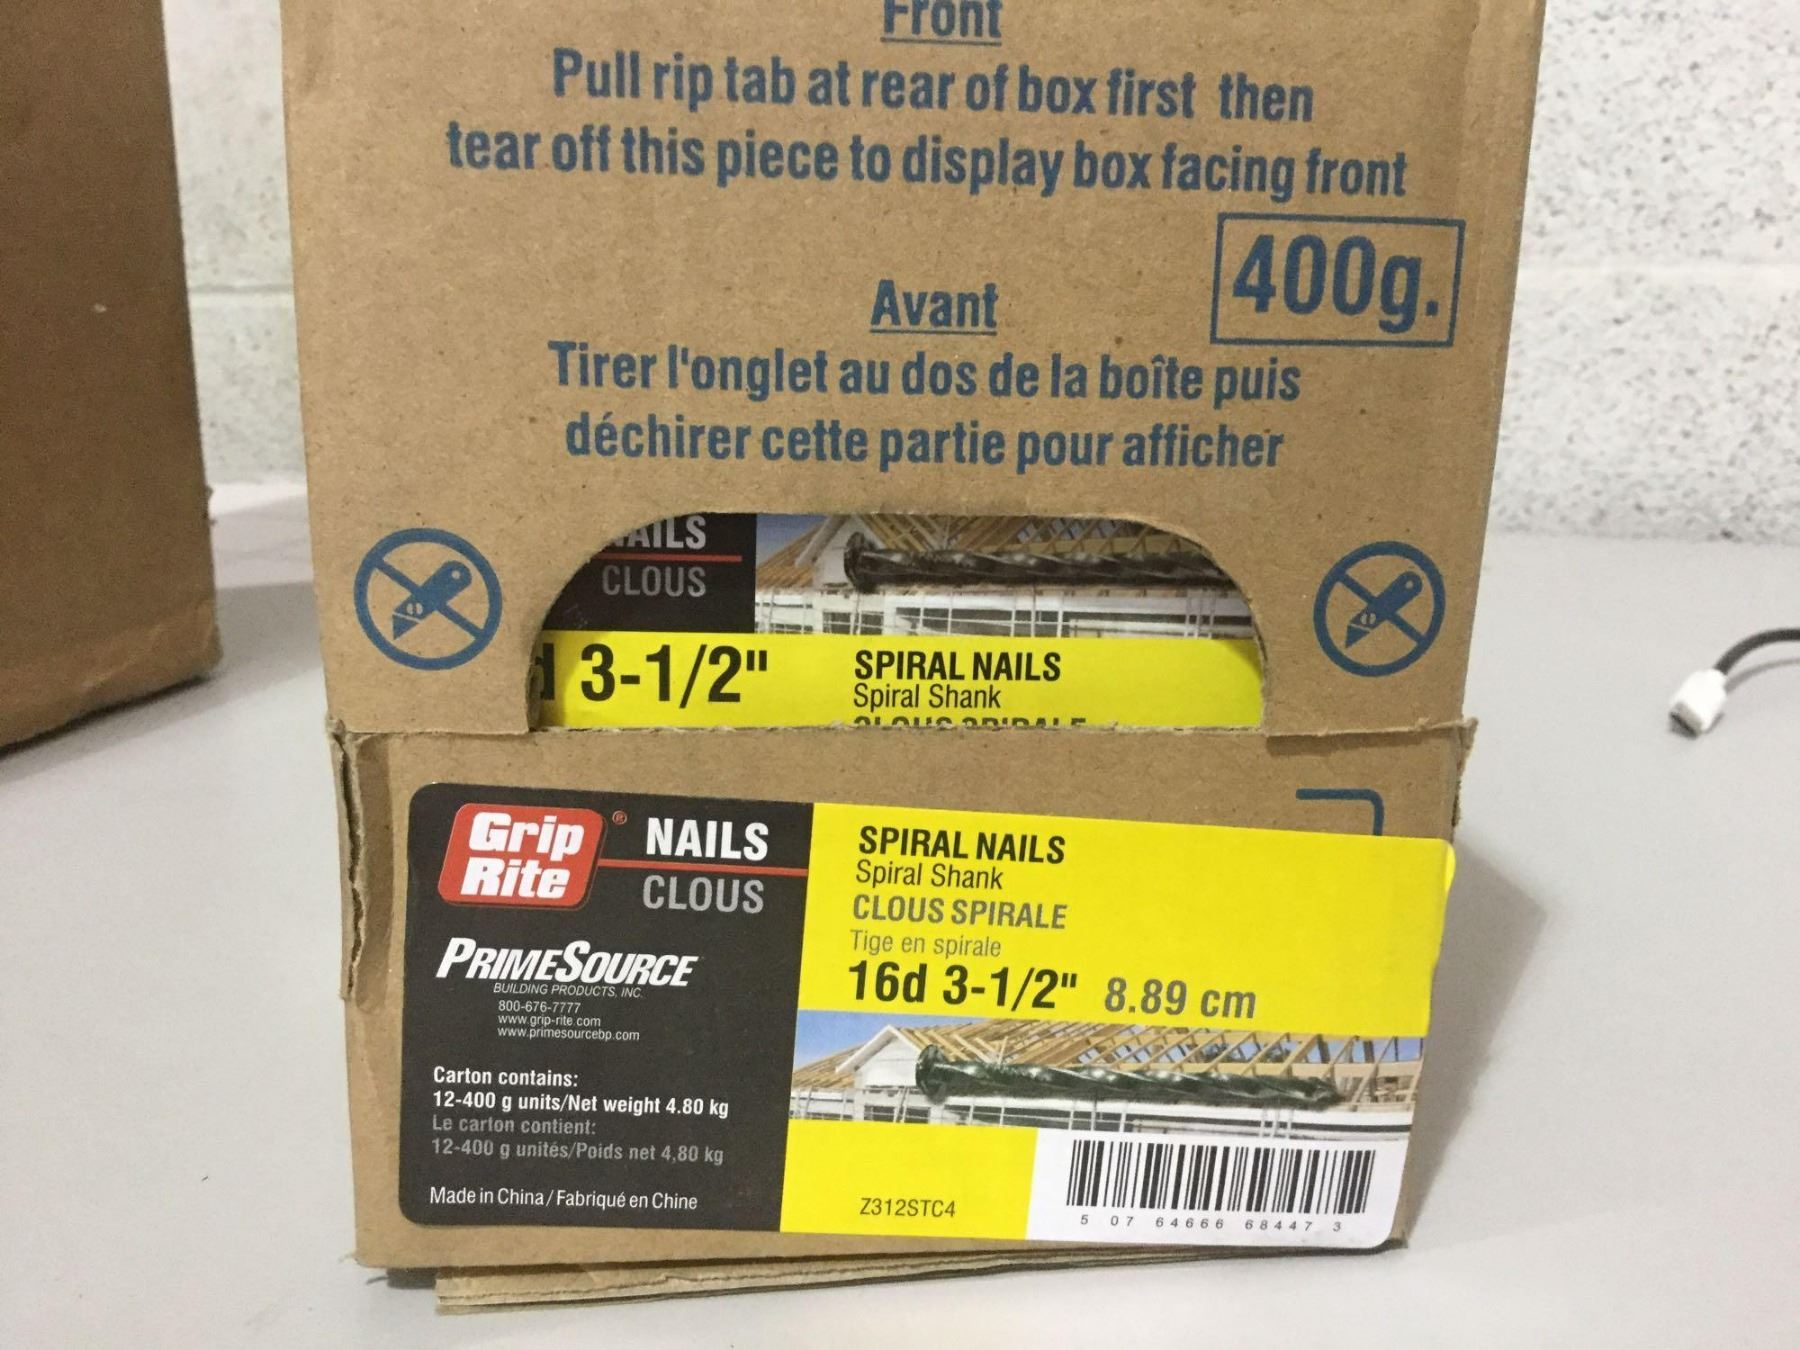 Front
Pull rip tab at rear of box first then
tear off this piece to display box facing front
400g.
Avant
Tirer l'onglet au dos de la boîte puis
déchirer cette partie pour afficher
NAILS
CLOUS
d 3-1/2"
SPIRAL NAILS
Spiral Shank
CLOUS SPIRALE
Grip
Rite®
NAILS
CLOUS
PRIMESOURCE
BUILDING PRODUCTS, INC.
800-676-7777
www.grip-rite.com
www.primesourcebp.com
Carton contains:
12-400 g units/Net weight 4.80 kg
Le carton contient:
12-400 g unités/Poids net 4,80 kg
Made in China/Fabriqué en Chine
SPIRAL NAILS
Spiral Shank
CLOUS SPIRALE
Tige en spirale
16d 3-1/2" 8.89 cm
Z312STC4
5 07 64666 68447 3